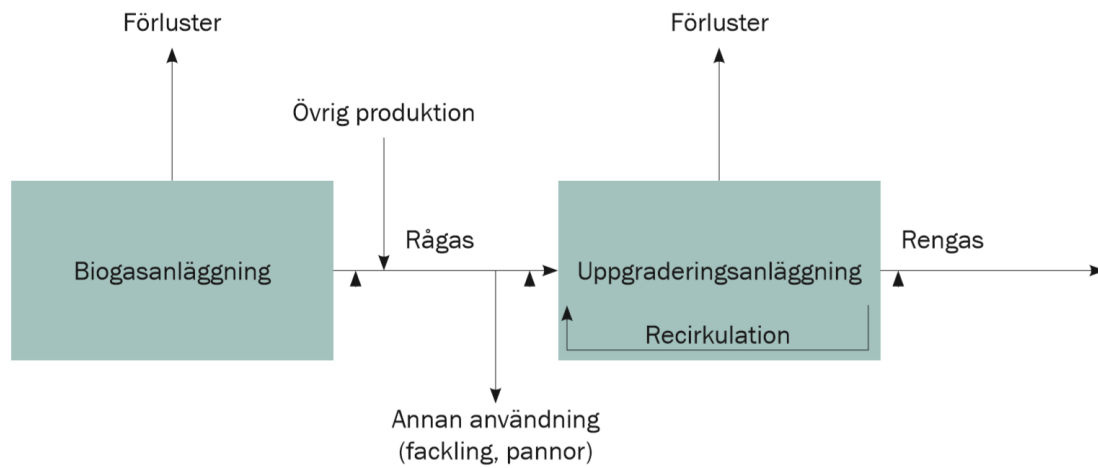 Förluster
Förluster
Övrig produktion
Rågas
Rengas
Biogasanläggning
Uppgraderingsanläggning
Recirkulation
Annan användning
(fackling, pannor)